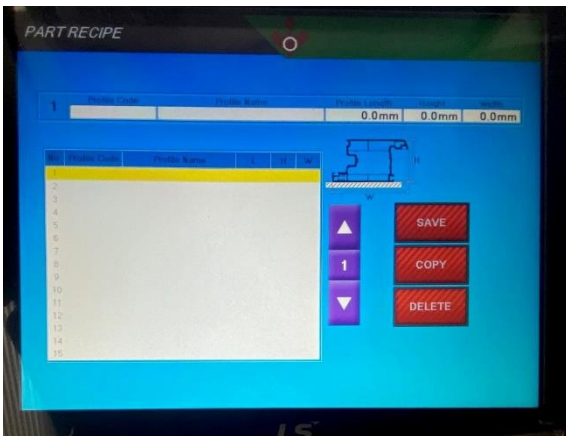 PART RECIPE
1 Profile Code Profile Name Profile Length Height Width
0.0mm 0.0mm 0.0mm
No Profile Code Profile Name L H W
1
2
3
4
5
6
7
8
9
10
11
12
13
14
15
H
W
SAVE
1
COPY
DELETE
LS